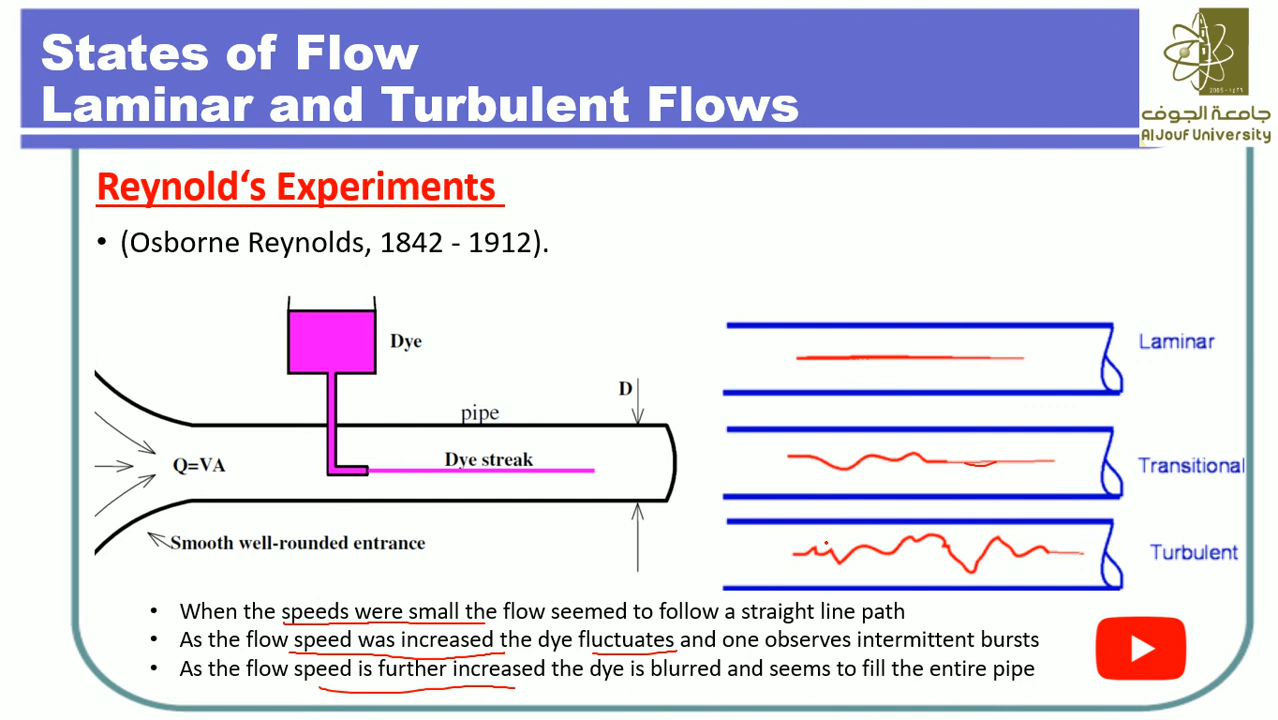 States of Flow
Laminar and Turbulent Flows
2005 - ١٤٢٦
جامعة الجوف
Al Jouf University
Reynold‘s Experiments
• (Osborne Reynolds, 1842 - 1912).
Dye
D
pipe
Q=VA
Dye streak
Smooth well-rounded entrance
Laminar
Transitional
Turbulent
• When the speeds were small the flow seemed to follow a straight line path
• As the flow speed was increased the dye fluctuates and one observes intermittent bursts
• As the flow speed is further increased the dye is blurred and seems to fill the entire pipe